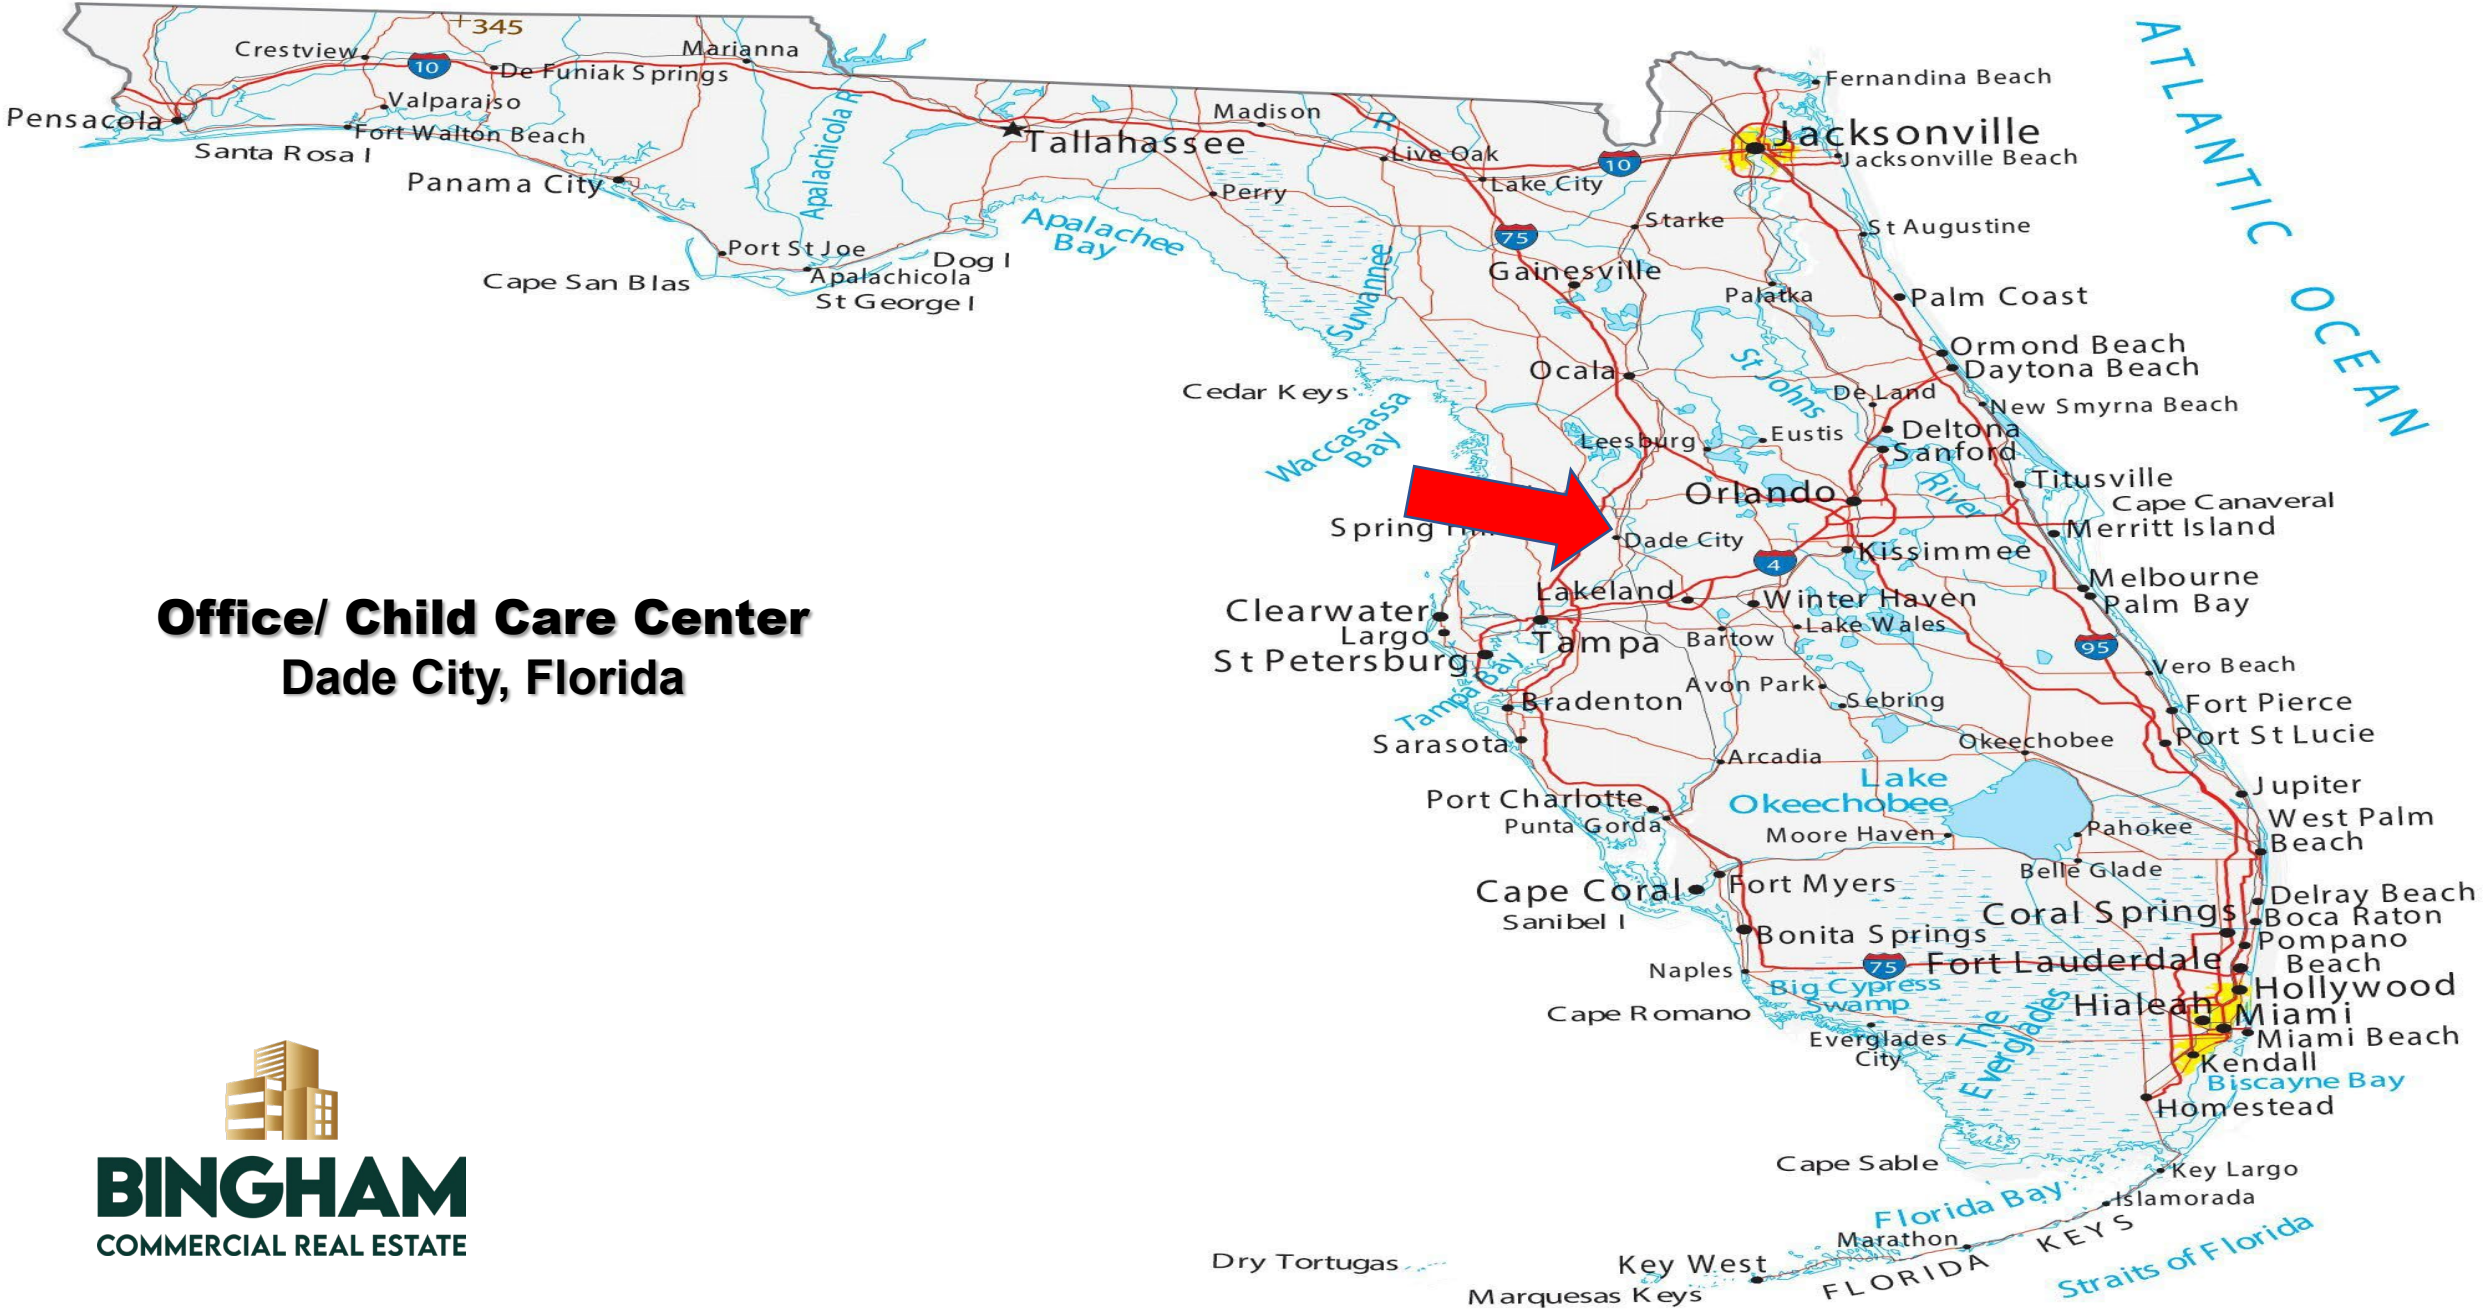 345
Crestview
10
De Funiak Springs
Marianna
Valparaiso
Pensacola
Fort Walton Beach
Santa Rosa I
Panama City
Apalachicola R
Port St Joe
Cape San Blas
Apalachicola
St George I
Dog I
Tallahassee
Apalachee
Bay
Madison
Perry
R
Live Oak
Lake City
10
Suwannee
75
Fernandina Beach
Jacksonville
Jacksonville Beach
Starke
St Augustine
Gainesville
Palatka
Palm Coast
ATLANTIC OCEAN
Ocala
St Johns
River
Ormond Beach
Daytona Beach
De Land
New Smyrna Beach
Cedar Keys
Waccasassa
Bay
Leesburg
Eustis
Deltona
Sanford
Titusville
Orlando
Cape Canaveral
Merritt Island
Spring
Dade City
Kissimmee
4
Melbourne
Palm Bay
Lakeland
Winter Haven
Clearwater
Largo
St Petersburg
Tampa
Tampa Bay
Bartow
Lake Wales
95
Vero Beach
Avon Park
Sebring
Bradenton
Fort Pierce
Sarasota
Okeechobee
Port St Lucie
Arcadia
Lake
Okeechobee
Jupiter
Port Charlotte
Punta Gorda
Moore Haven
Pahokee
West Palm
Beach
Belle Glade
Cape Coral
Fort Myers
Sanibel I
Delray Beach
Coral Springs
Boca Raton
Bonita Springs
Pompano
Beach
75
Fort Lauderdale
Naples
Big Cypress
Swamp
Hollywood
Hialeah
Miami
Cape Romano
Miami Beach
Everglades
City
The
Everglades
Kendall
Biscayne Bay
Homestead
Cape Sable
Key Largo
Florida Bay
Islamorada
Marathon
Key West
FLORIDA KEYS
Straits of Florida
Dry Tortugas
Marquesas Keys
Office/ Child Care Center
Dade City, Florida
BINGHAM
COMMERCIAL REAL ESTATE